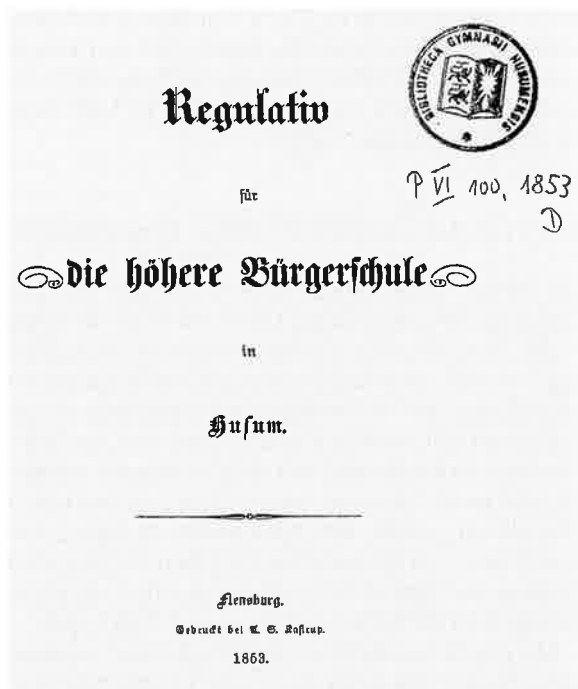 Regulativ
BIBLIOTHECA GYMNASII HUSUMENSIS
P VI 100, 1853
D
für
die höhere Bürgerschule
in
Husum.
Flensburg.
Gedruckt bei A. S. Kastrup.
1853.